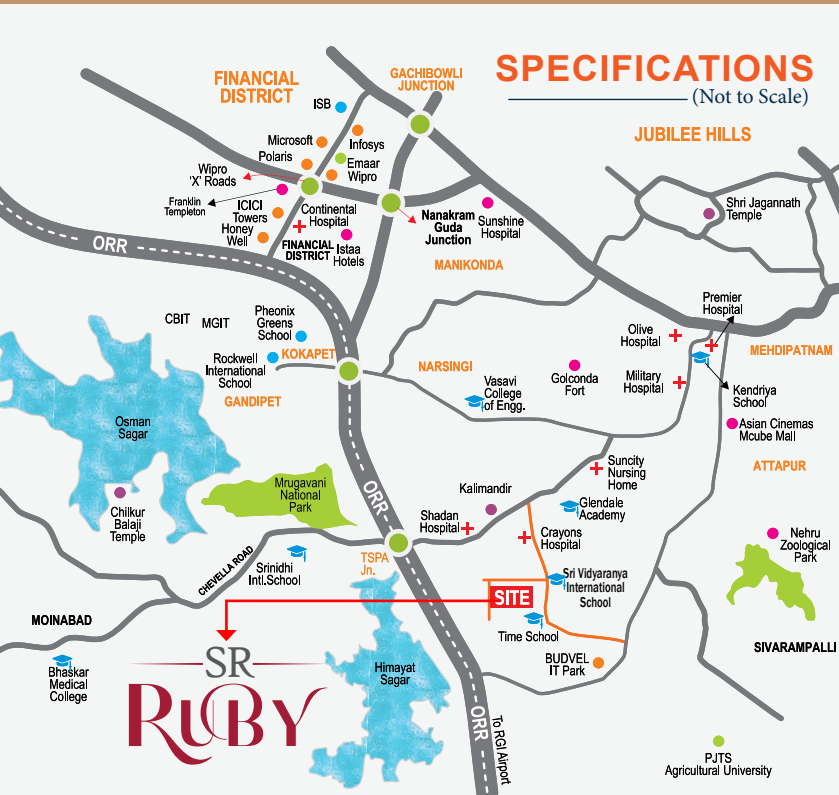 SPECIFICATIONS
(Not to Scale)
FINANCIAL
DISTRICT
GACHIBOWLI
JUNCTION
JUBILEE HILLS
ISB
Microsoft
Infosys
Polaris
Emaar
Wipro
Wipro
'X' Roads
Franklin
Templeton
ICICI
Towers
Honey
Well
Continental
Hospital
FINANCIAL
DISTRICT
Istaa
Hotels
Nanakram
Guda
Junction
Sunshine
Hospital
MANIKONDA
Shri Jagannath
Temple
ORR
CBIT
MGIT
Pheonix
Greens
School
Rockwell
International
School
KOKAPET
GANDIPET
NARSINGI
Vasavi
College
of Engg.
Golconda
Fort
Olive
Hospital
Military
Hospital
Premier
Hospital
MEHDIPATNAM
Kendriya
School
Asian Cinemas
Mcube Mall
ATTAPUR
Osman
Sagar
Chilkur
Balaji
Temple
Mrugavani
National
Park
ORR
Kalimandir
Suncity
Nursing
Home
Shadan
Hospital
Glendale
Academy
Crayons
Hospital
Nehru
Zoological
Park
TSPA
Jn.
CHEVELLA ROAD
Srinidhi
Intl.School
Sri Vidyaranya
International
School
SITE
Time School
MOINABAD
SIVARAMPALLI
BUDVEL
IT Park
Bhaskar
Medical
College
Himayat
Sagar
SR
RUBY
ORR
To RGI Airport
PJTS
Agricultural University